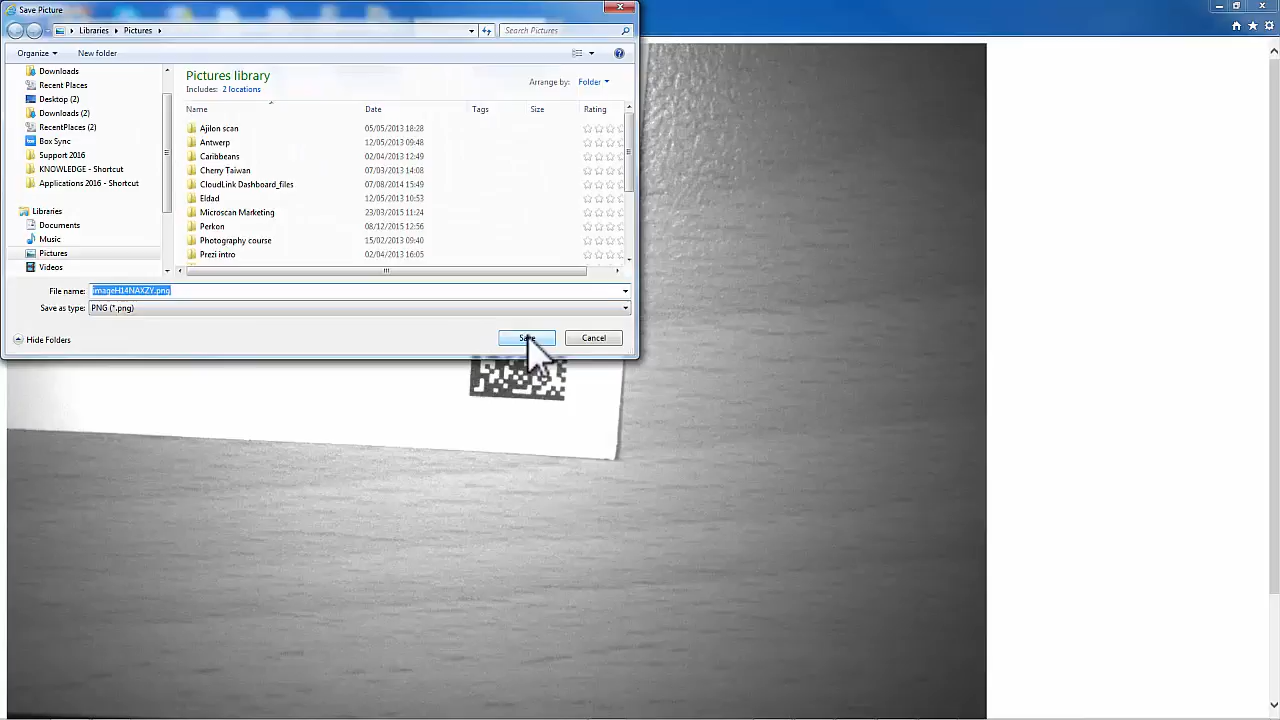 Save Picture
Libraries Pictures
Search Pictures
Organize New folder
Downloads
Recent Places
Desktop (2)
Downloads (2)
RecentPlaces (2)
Box Sync
Support 2016
KNOWLEDGE - Shortcut
Applications 2016 - Shortcut
Libraries
Documents
Music
Pictures
Videos
Pictures library
Includes: 2 locations
Arrange by: Folder
Name Date Tags Size Rating
Ajilon scan 05/05/2013 18:28
Antwerp 12/05/2013 09:48
Caribbeans 02/04/2013 12:49
Cherry Taiwan 07/03/2013 14:08
CloudLink Dashboard_files 07/08/2014 15:49
Eldad 12/05/2013 10:53
Microscan Marketing 23/03/2015 11:24
Perkon 08/12/2015 12:56
Photography course 15/02/2013 09:40
Prezi intro 02/04/2013 16:05
File name: imageH14NAXZY.png
Save as type: PNG (*.png)
Hide Folders
Save Cancel